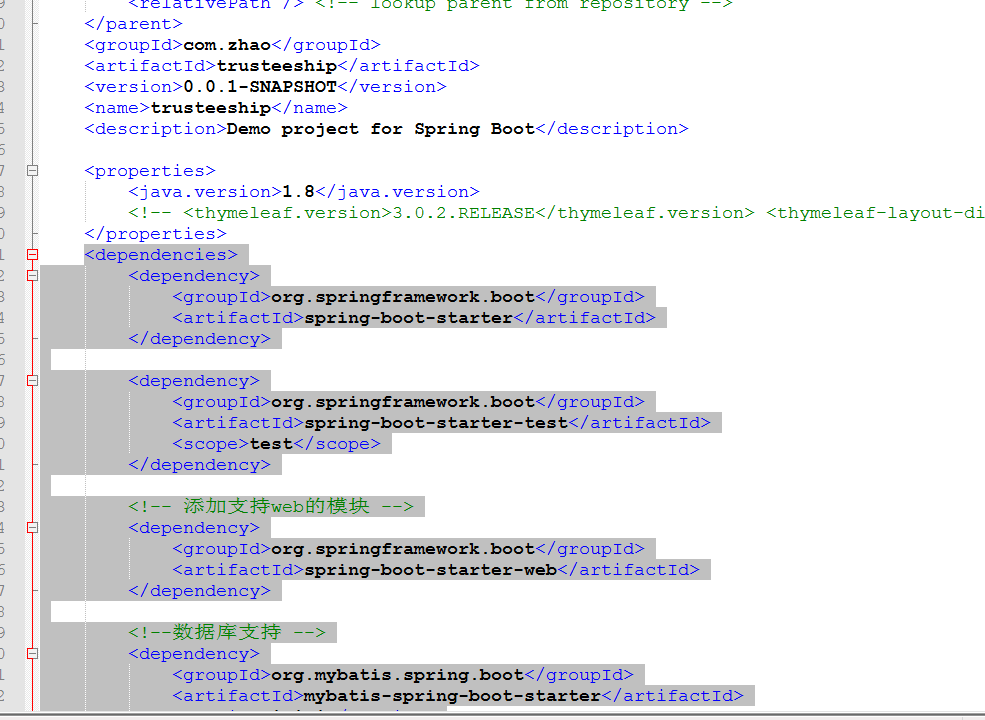 <relativePath /> <!-- lookup parent from repository -->
</parent>
<groupId>com.zhao</groupId>
<artifactId>trusteeship</artifactId>
<version>0.0.1-SNAPSHOT</version>
<name>trusteeship</name>
<description>Demo project for Spring Boot</description>
<properties>
<java.version>1.8</java.version>
<!-- <thymeleaf.version>3.0.2.RELEASE</thymeleaf.version> <thymeleaf-layout-di
</properties>
<dependencies>
<dependency>
<groupId>org.springframework.boot</groupId>
<artifactId>spring-boot-starter</artifactId>
</dependency>
<dependency>
<groupId>org.springframework.boot</groupId>
<artifactId>spring-boot-starter-test</artifactId>
<scope>test</scope>
</dependency>
<!-- 添加支持web的模块 -->
<dependency>
<groupId>org.springframework.boot</groupId>
<artifactId>spring-boot-starter-web</artifactId>
</dependency>
<!--数据库支持 -->
<dependency>
<groupId>org.mybatis.spring.boot</groupId>
<artifactId>mybatis-spring-boot-starter</artifactId>